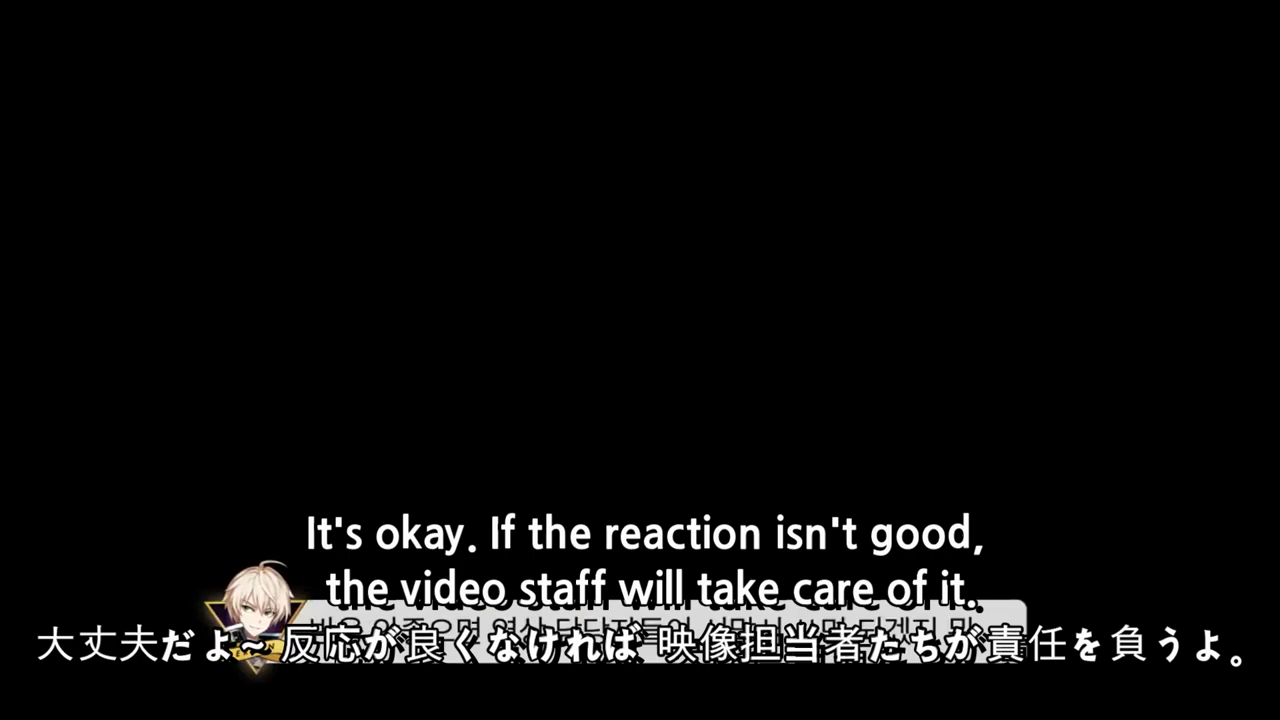 It's okay. If the reaction isn't good,
the video staff will take care of it.
大丈夫だよ~ 反応が良くなければ 映像担当者たちが責任を負うよ。